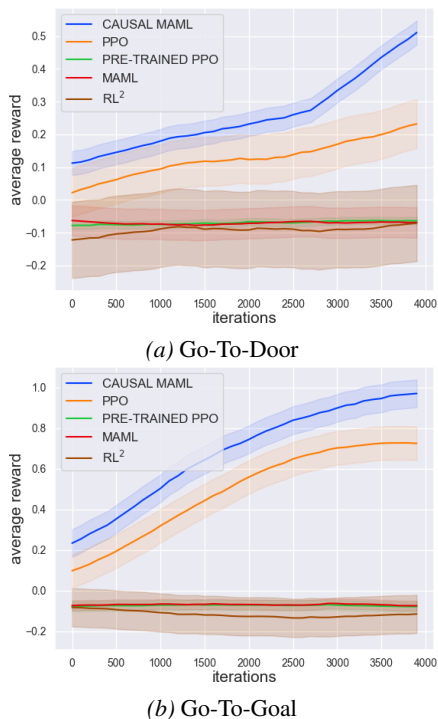 CAUSAL MAML
PPO
PRE-TRAINED PPO
MAML
RL²
0.5
0.4
0.3
0.2
0.1
0.0
−0.1
−0.2
average reward
0 500 1000 1500 2000 2500 3000 3500 4000
iterations
(a) Go-To-Door
CAUSAL MAML
PPO
PRE-TRAINED PPO
MAML
RL²
1.0
0.8
0.6
0.4
0.2
0.0
−0.2
average reward
0 500 1000 1500 2000 2500 3000 3500 4000
iterations
(b) Go-To-Goal